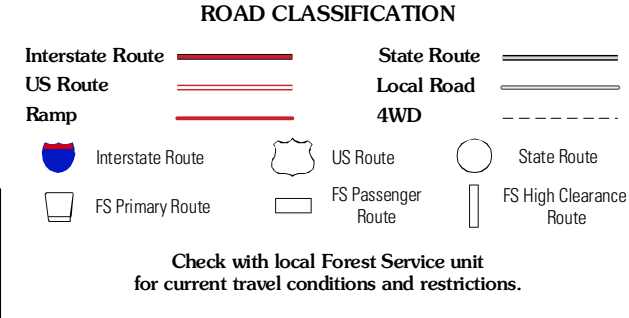 ROAD CLASSIFICATION
Interstate Route
State Route
US Route
Local Road
Ramp
4WD
Interstate Route
US Route
State Route
FS Primary Route
FS Passenger
Route
FS High Clearance
Route
Check with local Forest Service unit
for current travel conditions and restrictions.